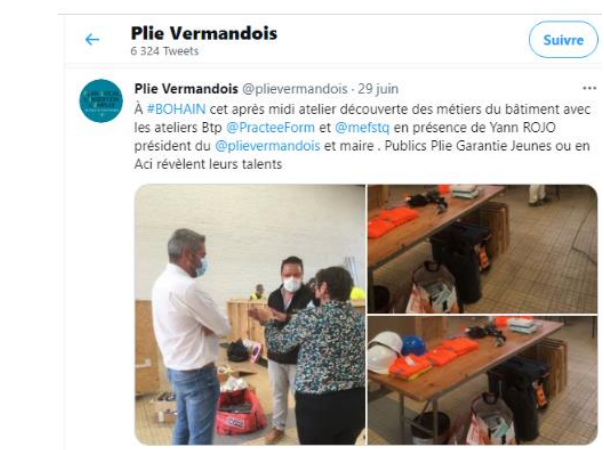 Plie Vermandois
6 324 Tweets
Suivre
Plie Vermandois @plievermandois · 29 juin
À #BOHAIN cet après midi atelier découverte des métiers du bâtiment avec
les ateliers Btp @PracteeForm et @mefstq en présence de Yann ROJO
président du @plievermandois et maire . Publics Plie Garantie Jeunes ou en
Aci révèlent leurs talents